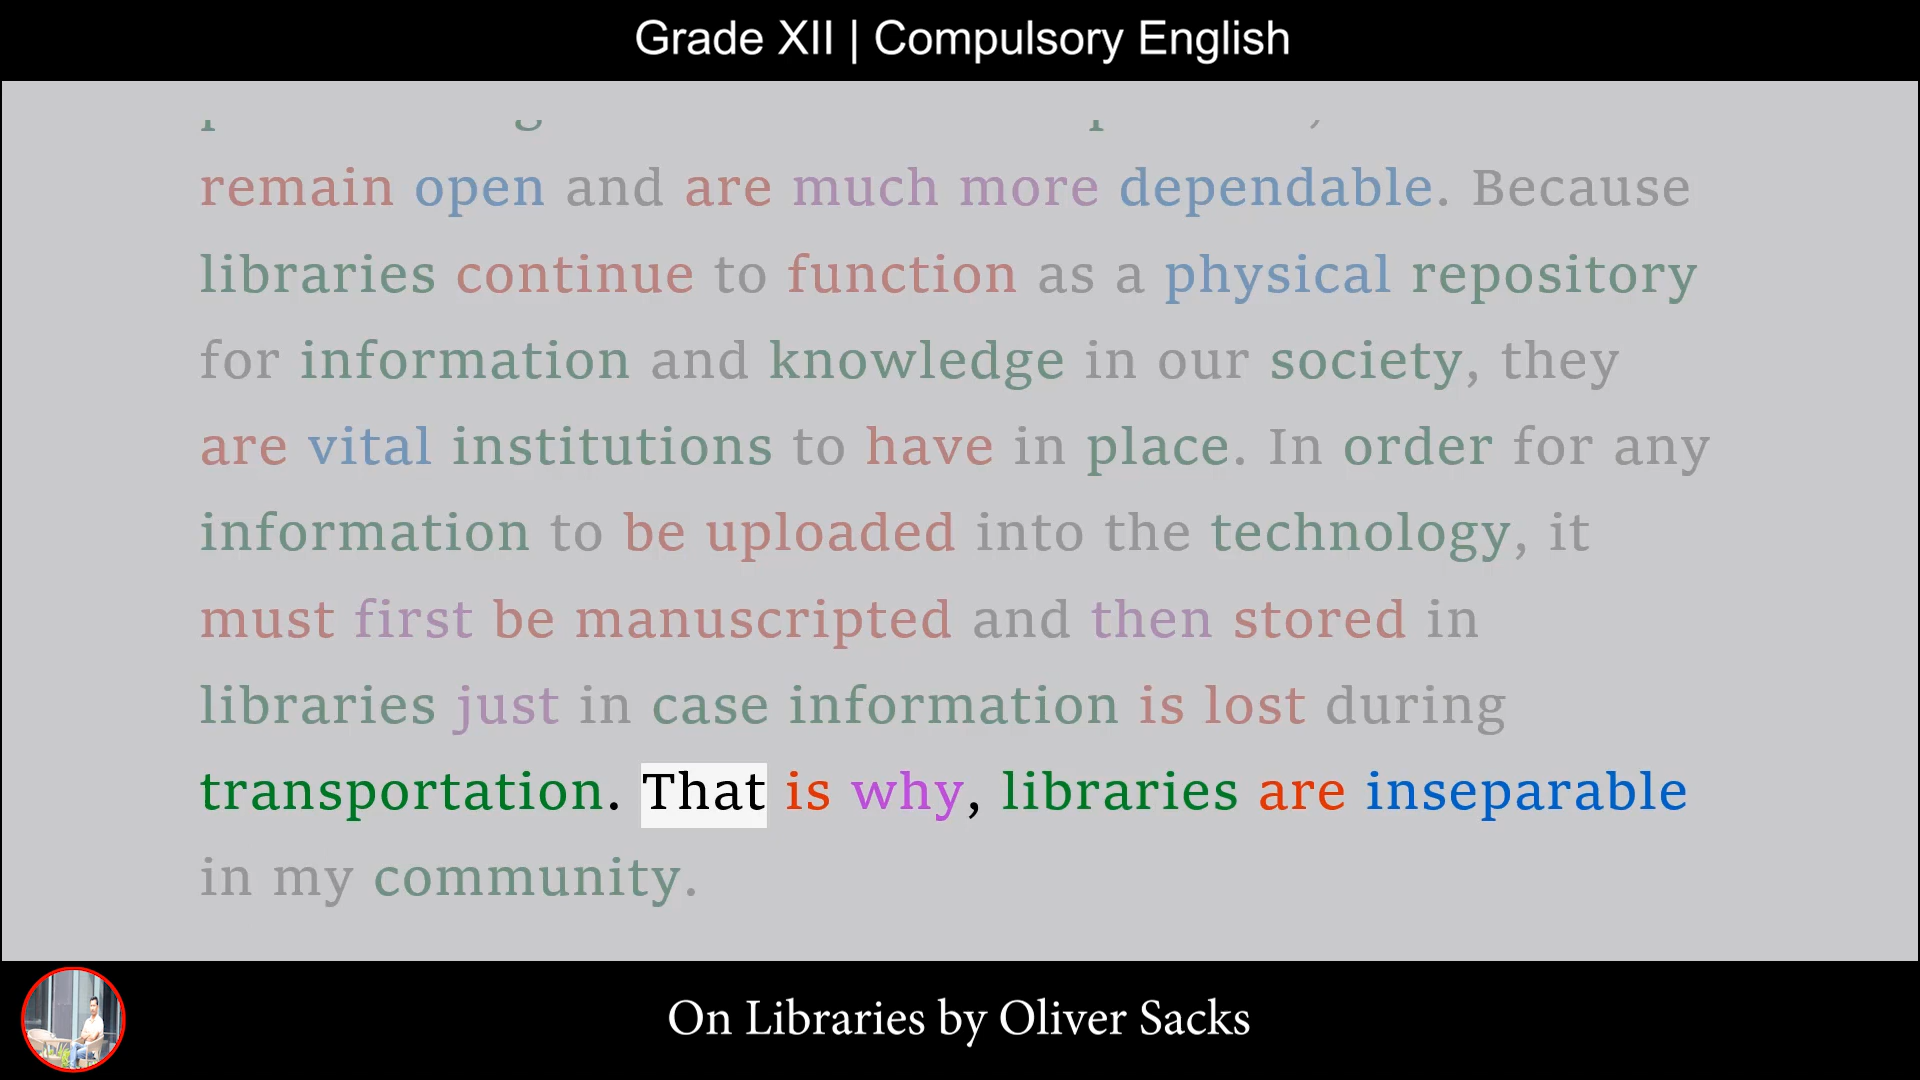 Grade XII | Compulsory English
remain open and are much more dependable. Because
libraries continue to function as a physical repository
for information and knowledge in our society, they
are vital institutions to have in place. In order for any
information to be uploaded into the technology, it
must first be manuscripted and then stored in
libraries just in case information is lost during
transportation. That is why, libraries are inseparable
in my community.
On Libraries by Oliver Sacks